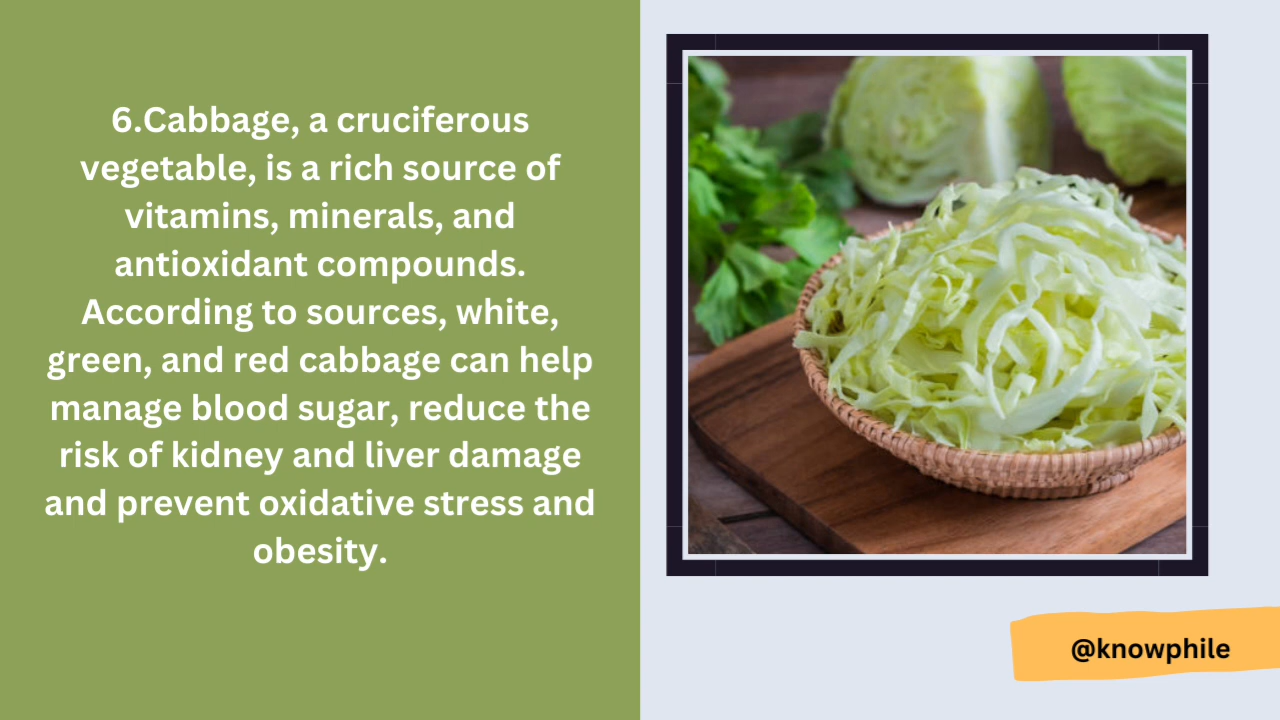 6.Cabbage, a cruciferous
vegetable, is a rich source of
vitamins, minerals, and
antioxidant compounds.
According to sources, white,
green, and red cabbage can help
manage blood sugar, reduce the
risk of kidney and liver damage
and prevent oxidative stress and
obesity.
@knowphile